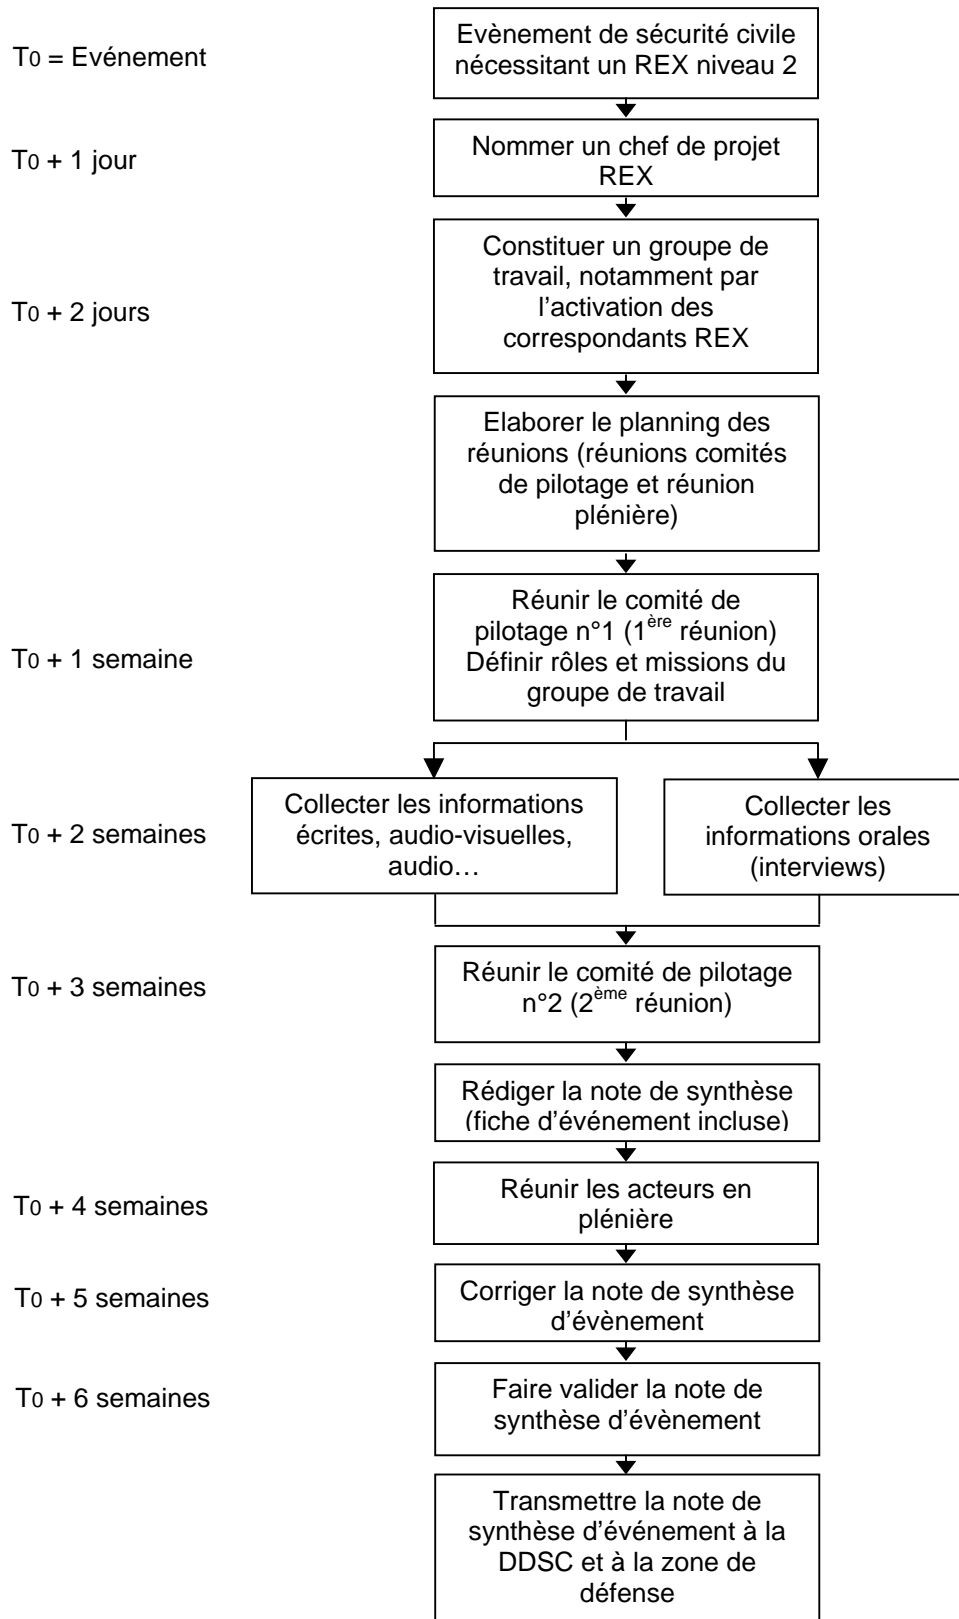 T0 = Evénement
Evènement de sécurité civile
nécessitant un REX niveau 2
T0 + 1 jour
Nommer un chef de projet
REX
T0 + 2 jours
Constituer un groupe de
travail, notamment par
l’activation des
correspondants REX
Elaborer le planning des
réunions (réunions comités
de pilotage et réunion
plénière)
T0 + 1 semaine
Réunir le comité de
pilotage n°1 (1ère réunion)
Définir rôles et missions du
groupe de travail
T0 + 2 semaines
Collecter les informations
écrites, audio-visuelles,
audio…
Collecter les
informations orales
(interviews)
T0 + 3 semaines
Réunir le comité de pilotage
n°2 (2ème réunion)
Rédiger la note de synthèse
(fiche d’événement incluse)
T0 + 4 semaines
Réunir les acteurs en
plénière
T0 + 5 semaines
Corriger la note de synthèse
d’évènement
T0 + 6 semaines
Faire valider la note de
synthèse d’évènement
Transmettre la note de
synthèse d’événement à la
DDSC et à la zone de
défense